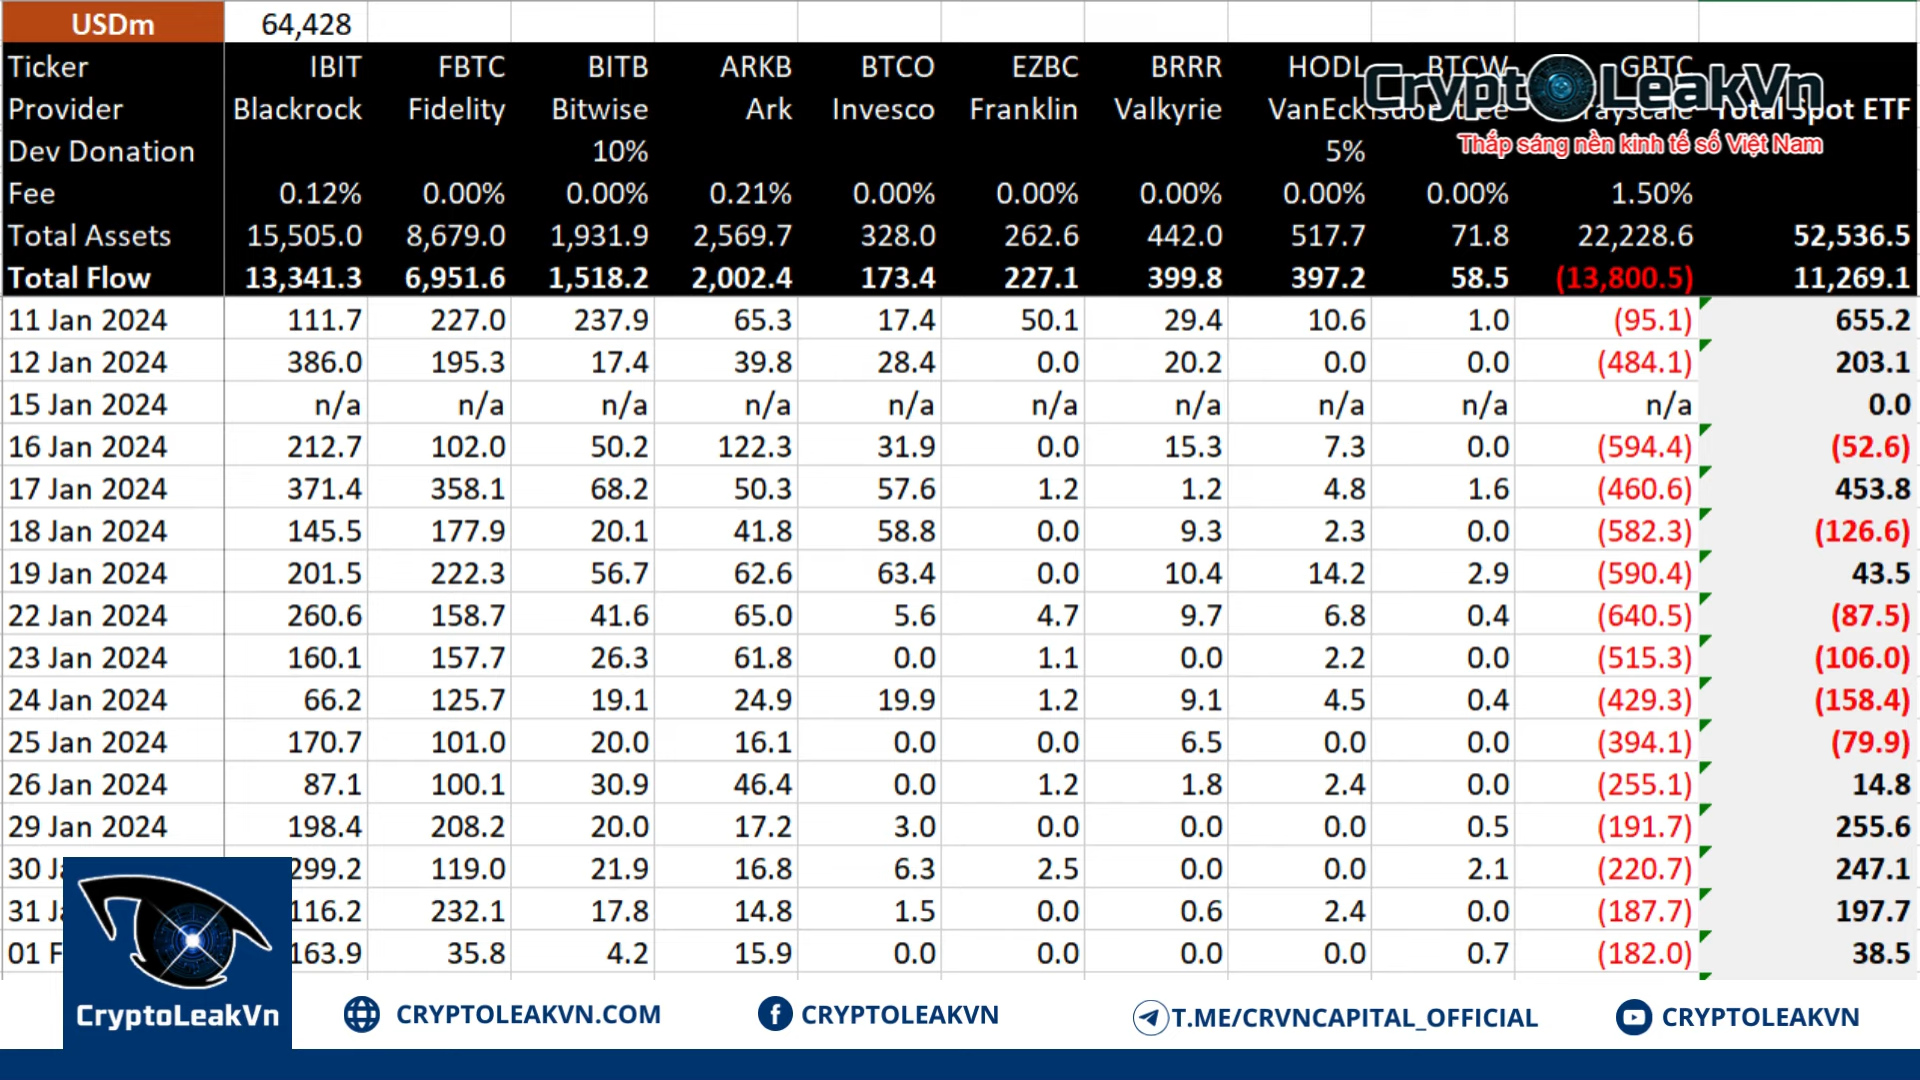 USDm 64,428
Ticker IBIT FBTC BITB ARKB BTCO EZBC BRRR HODL BTCW GBTC
Provider Blackrock Fidelity Bitwise Ark Invesco Franklin Valkyrie VanEck Total Spot ETF
CryptoLeakVn
Thắp sáng nền kinh tế số Việt Nam
Dev Donation 10% 5%
Fee 0.12% 0.00% 0.00% 0.21% 0.00% 0.00% 0.00% 0.00% 0.00% 1.50%
Total Assets 15,505.0 8,679.0 1,931.9 2,569.7 328.0 262.6 442.0 517.7 71.8 22,228.6 52,536.5
Total Flow 13,341.3 6,951.6 1,518.2 2,002.4 173.4 227.1 399.8 397.2 58.5 (13,800.5) 11,269.1
11 Jan 2024 111.7 227.0 237.9 65.3 17.4 50.1 29.4 10.6 1.0 (95.1) 655.2
12 Jan 2024 386.0 195.3 17.4 39.8 28.4 0.0 20.2 0.0 0.0 (484.1) 203.1
15 Jan 2024 n/a n/a n/a n/a n/a n/a n/a n/a n/a n/a 0.0
16 Jan 2024 212.7 102.0 50.2 122.3 31.9 0.0 15.3 7.3 0.0 (594.4) (52.6)
17 Jan 2024 371.4 358.1 68.2 50.3 57.6 1.2 1.2 4.8 1.6 (460.6) 453.8
18 Jan 2024 145.5 177.9 20.1 41.8 58.8 0.0 9.3 2.3 0.0 (582.3) (126.6)
19 Jan 2024 201.5 222.3 56.7 62.6 63.4 0.0 10.4 14.2 2.9 (590.4) 43.5
22 Jan 2024 260.6 158.7 41.6 65.0 5.6 4.7 9.7 6.8 0.4 (640.5) (87.5)
23 Jan 2024 160.1 157.7 26.3 61.8 0.0 1.1 0.0 2.2 0.0 (515.3) (106.0)
24 Jan 2024 66.2 125.7 19.1 24.9 19.9 1.2 9.1 4.5 0.4 (429.3) (158.4)
25 Jan 2024 170.7 101.0 20.0 16.1 0.0 0.0 6.5 0.0 0.0 (394.1) (79.9)
26 Jan 2024 87.1 100.1 30.9 46.4 0.0 1.2 1.8 2.4 0.0 (255.1) 14.8
29 Jan 2024 198.4 208.2 20.0 17.2 3.0 0.0 0.0 0.0 0.5 (191.7) 255.6
30 299.2 119.0 21.9 16.8 6.3 2.5 0.0 0.0 2.1 (220.7) 247.1
31 116.2 232.1 17.8 14.8 1.5 0.0 0.6 2.4 0.0 (187.7) 197.7
01 163.9 35.8 4.2 15.9 0.0 0.0 0.0 0.0 0.7 (182.0) 38.5
CryptoLeakVn
CRYPTOLEAKVN.COM
CRYPTOLEAKVN
T.ME/CRVNCAPITAL_OFFICIAL
CRYPTOLEAKVN